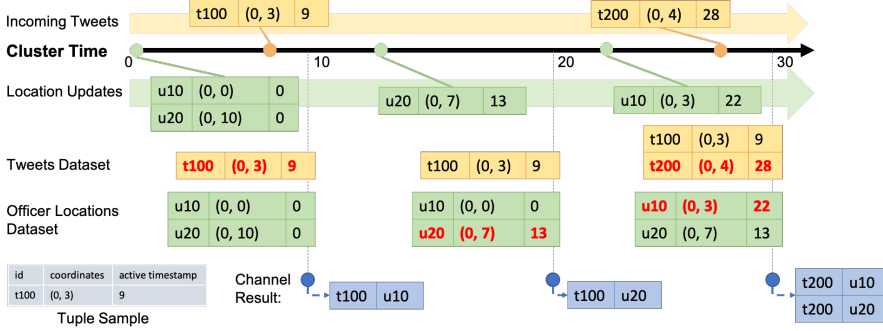 Incoming Tweets
t100 (0, 3) 9
t200 (0, 4) 28
Cluster Time
0 10 20 30
Location Updates
u10 (0, 0) 0
u20 (0, 10) 0
u20 (0, 7) 13
u10 (0, 3) 22
Tweets Dataset
t100 (0, 3) 9
t100 (0, 3) 9
t100 (0,3) 9
t200 (0, 4) 28
Officer Locations
Dataset
u10 (0, 0) 0
u20 (0, 10) 0
u10 (0, 0) 0
u20 (0, 7) 13
u10 (0, 3) 22
u20 (0, 7) 13
id coordinates active timestamp
t100 (0, 3) 9
Tuple Sample
Channel
Result:
t100 u10
t100 u20
t200 u10
t200 u20